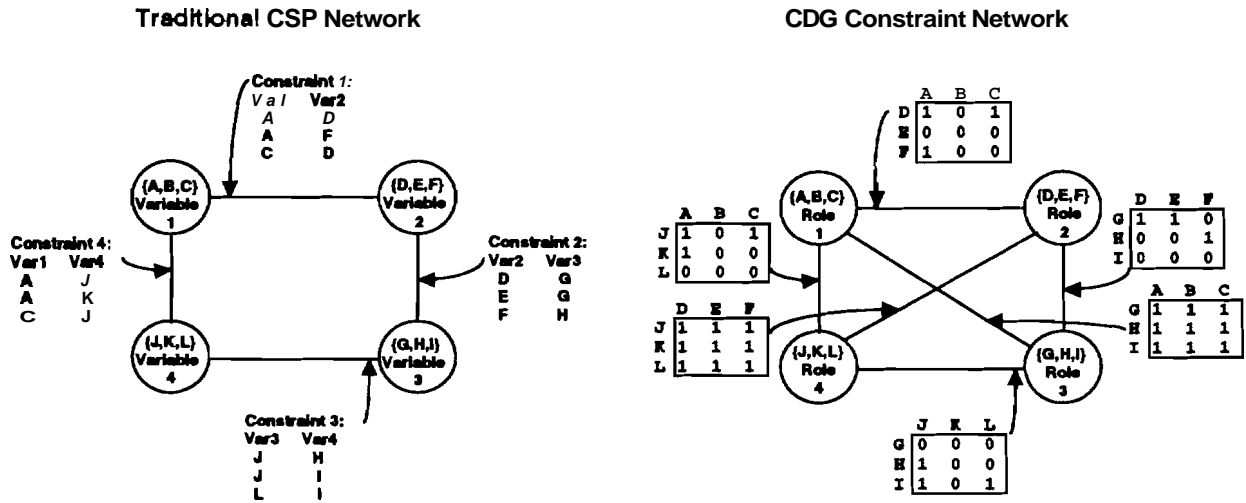 Traditional CSP Network
Constraint 1:
Val Var2
A D
A F
C D
{A,B,C}
Variable
1
{D,E,F}
Variable
2
Constraint 4:
Var1 Var4
A J
A K
C J
Constraint 2:
Var2 Var3
D G
E G
F H
{J,K,L}
Variable
4
{G,H,I}
Variable
3
Constraint 3:
Var3 Var4
J H
J I
L I
CDG Constraint Network
A B C
D 1 0 1
E 0 0 0
F 1 0 0
{A,B,C}
Role
1
{D,E,F}
Role
2
A B C
J 1 0 1
K 1 0 0
L 0 0 0
D E F
G 1 1 0
H 0 0 1
I 0 0 0
D E F
J 1 1 1
K 1 1 1
L 1 1 1
A B C
G 1 1 1
H 1 1 1
I 1 1 1
{J,K,L}
Role
4
{G,H,I}
Role
3
J K L
G 0 0 0
H 1 0 0
I 1 0 1